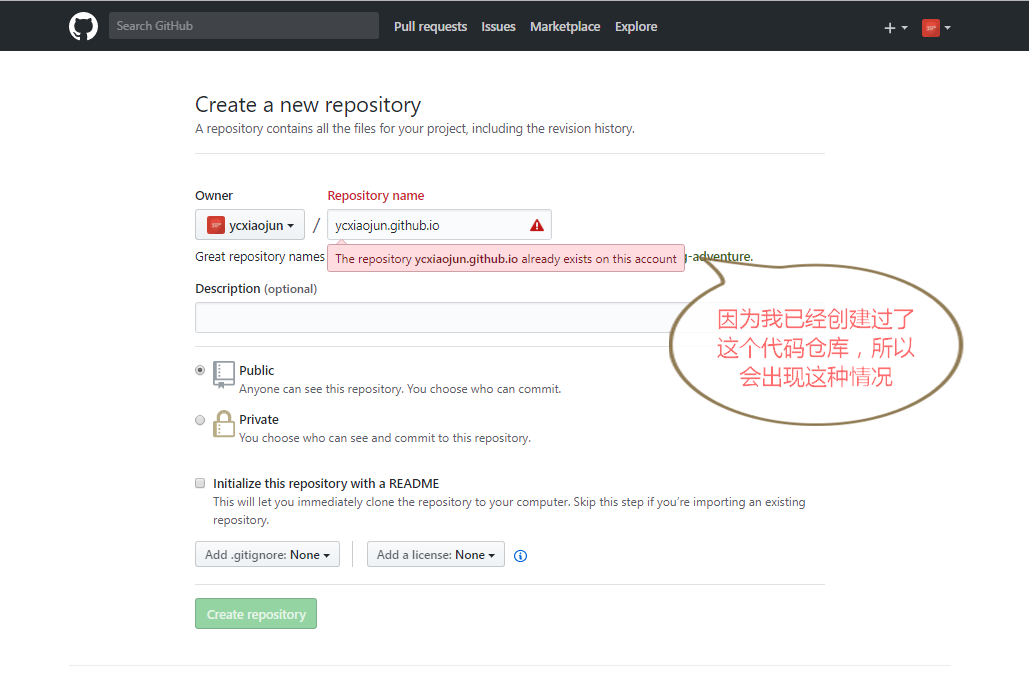 Search GitHub
Pull requests Issues Marketplace Explore
Create a new repository
A repository contains all the files for your project, including the revision history.
Owner
Repository name
ycxiaojun / ycxiaojun.github.io
Great repository names
-adventure.
The repository ycxiaojun.github.io already exists on this account
Description (optional)
因为我已经创建过了
这个代码仓库，所以
会出现这种情况
Public
Anyone can see this repository. You choose who can commit.
Private
You choose who can see and commit to this repository.
Initialize this repository with a README
This will let you immediately clone the repository to your computer. Skip this step if you’re importing an existing
repository.
Add .gitignore: None Add a license: None
Create repository